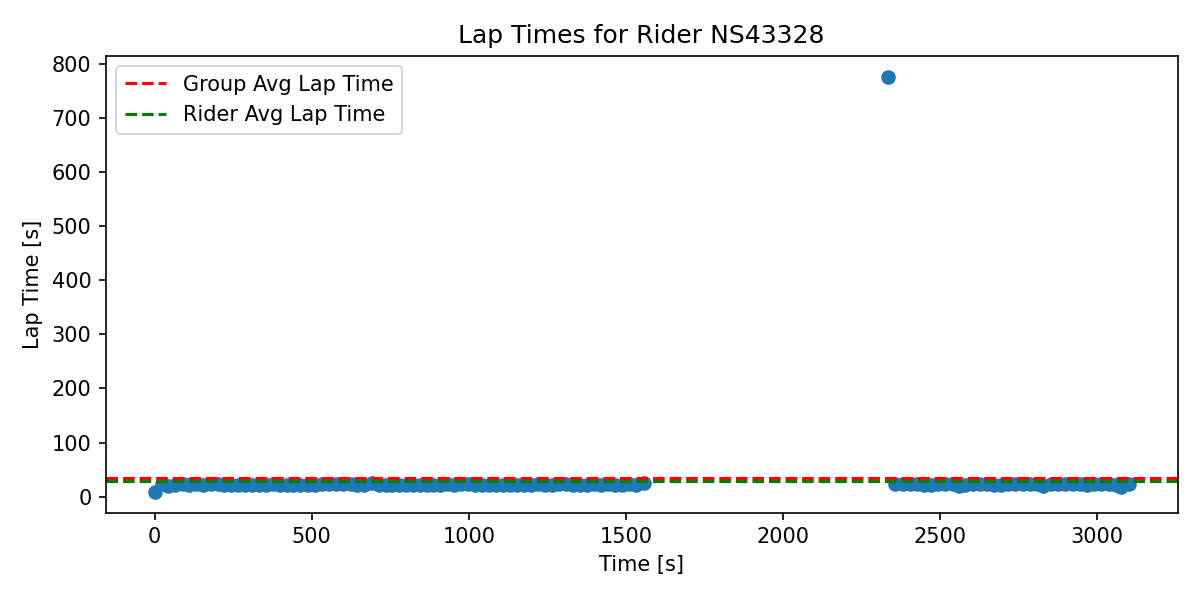 Lap Times for Rider NS43328
Group Avg Lap Time
Rider Avg Lap Time
Lap Time [s]
800
700
600
500
400
300
200
100
0
0 500 1000 1500 2000 2500 3000
Time [s]